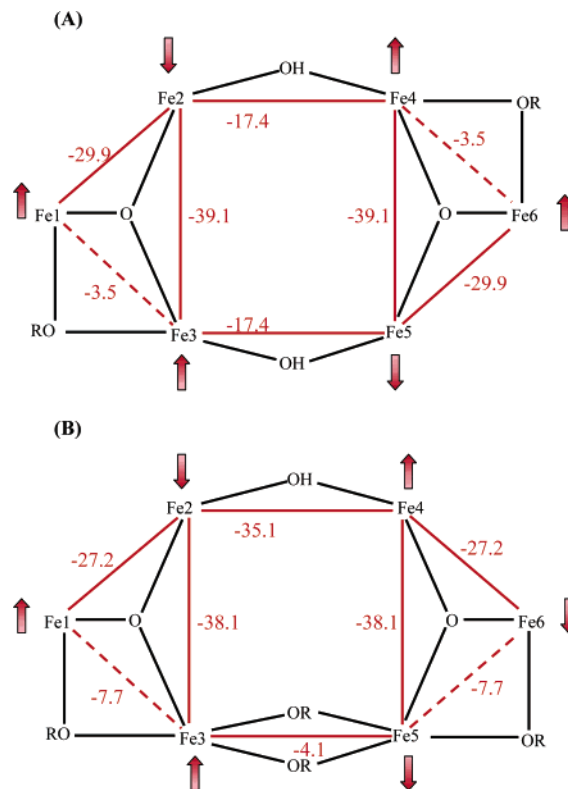 (A)
OH
Fe2
Fe4
OR
-17.4
-3.5
-29.9
Fe1
O
-39.1
-39.1
O
Fe6
-3.5
-29.9
-17.4
RO
Fe3
Fe5
OH
(B)
OH
Fe2
Fe4
-35.1
-27.2
-27.2
Fe1
O
-38.1
-38.1
O
Fe6
-7.7
-7.7
OR
RO
Fe3
Fe5
OR
-4.1
OR